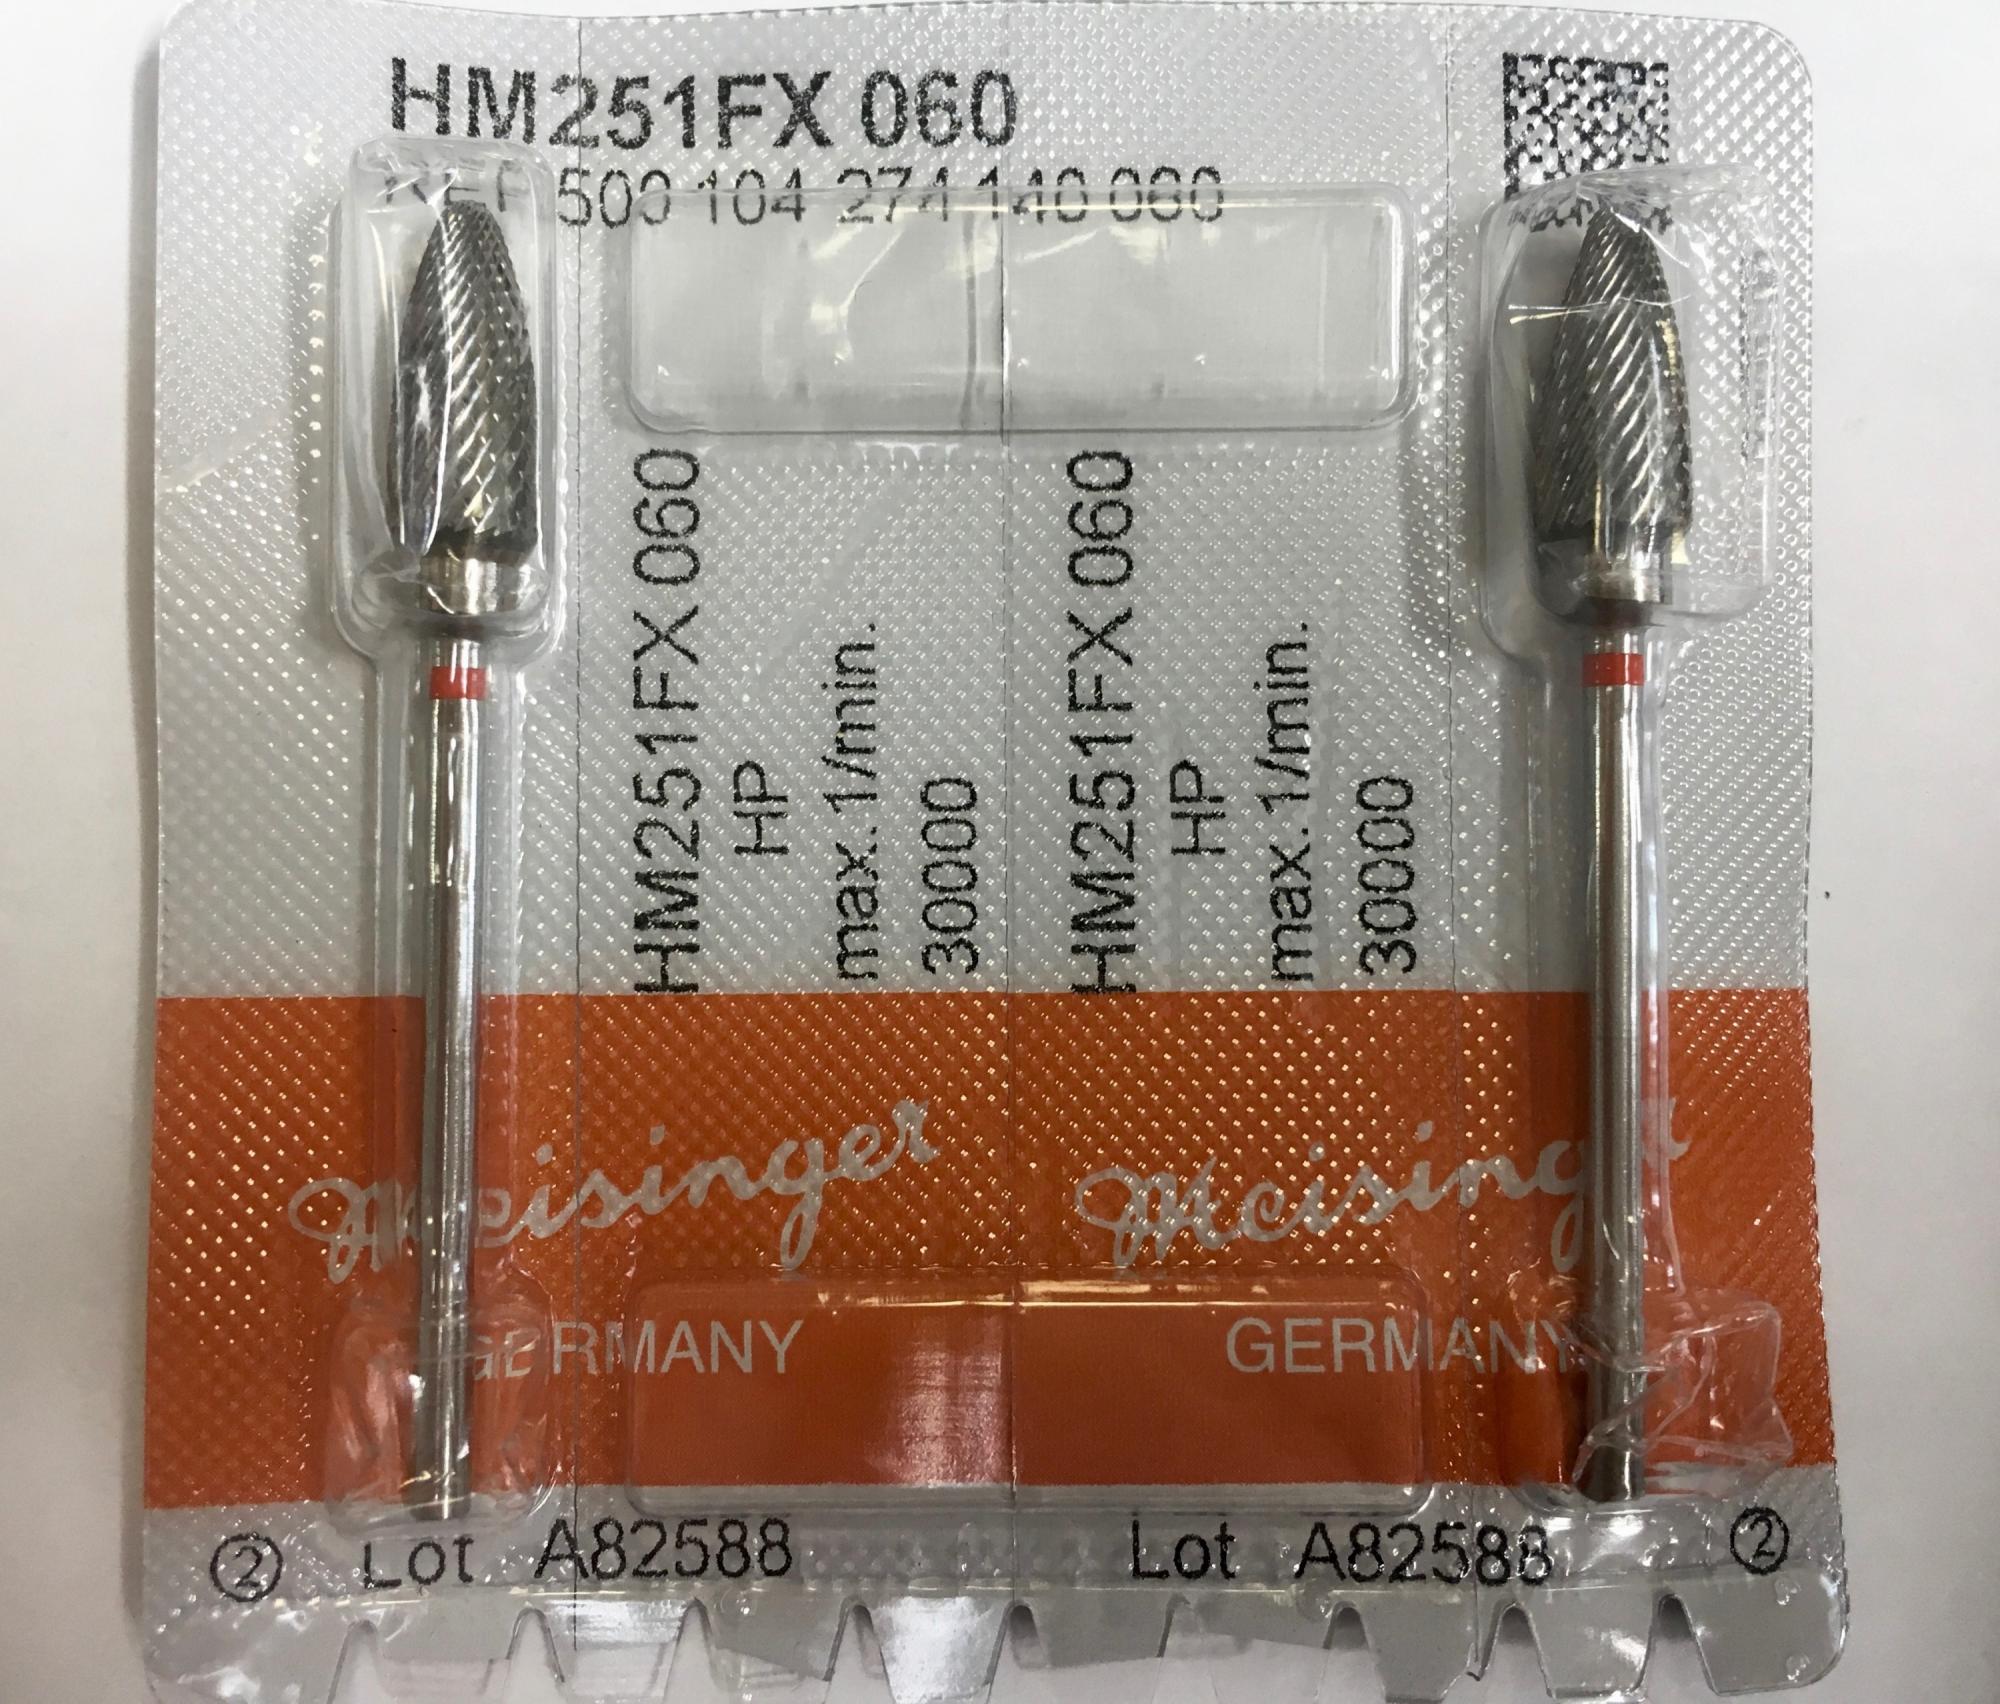 HM251FX 060
REF 500 104 274 140 060
HM251FX 060
HP
max.1/min.
30000
HM251FX 060
HP
max.1/min.
30000
Meisinger
GERMANY
Meisinger
GERMANY
② Lot A82588
Lot A82588 ②